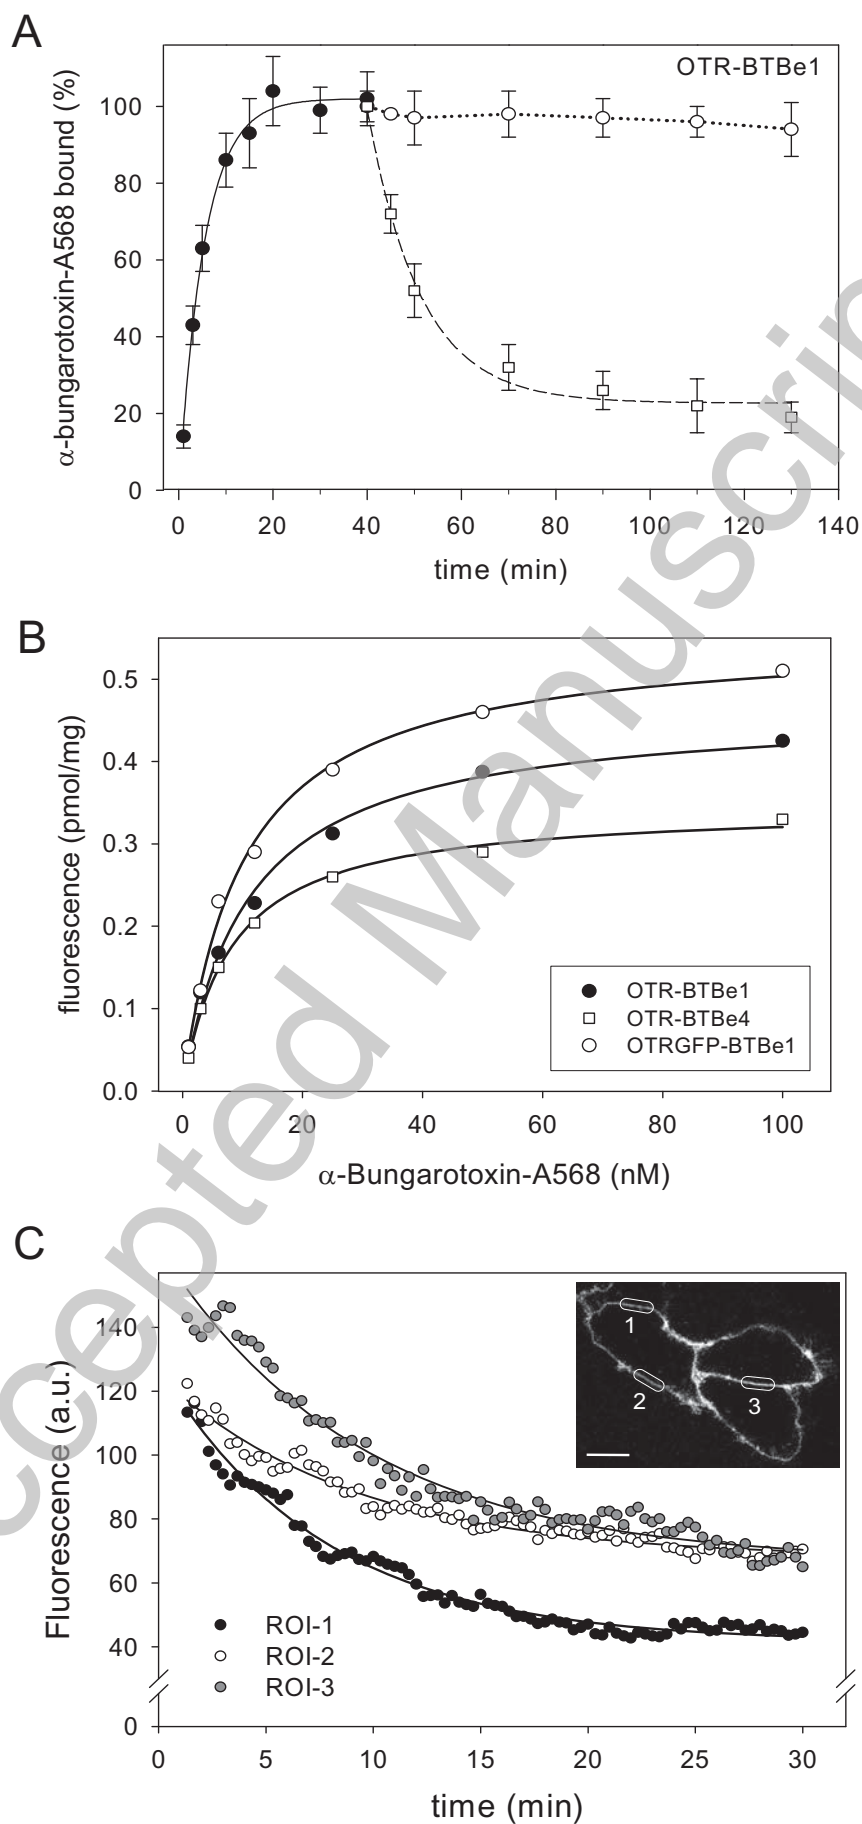 A
OTR-BTBe1
α-bungarotoxin-A568 bound (%)
100
80
60
40
20
0
0 20 40 60 80 100 120 140
time (min)
B
fluorescence (pmol/mg)
0.5
0.4
0.3
0.2
0.1
0.0
OTR-BTBe1
OTR-BTBe4
OTRGFP-BTBe1
0 20 40 60 80 100
α-Bungarotoxin-A568 (nM)
C
Fluorescence (a.u.)
140
120
100
80
60
40
0
1
2
3
ROI-1
ROI-2
ROI-3
0 5 10 15 20 25 30
time (min)
ccepted Manuscrip